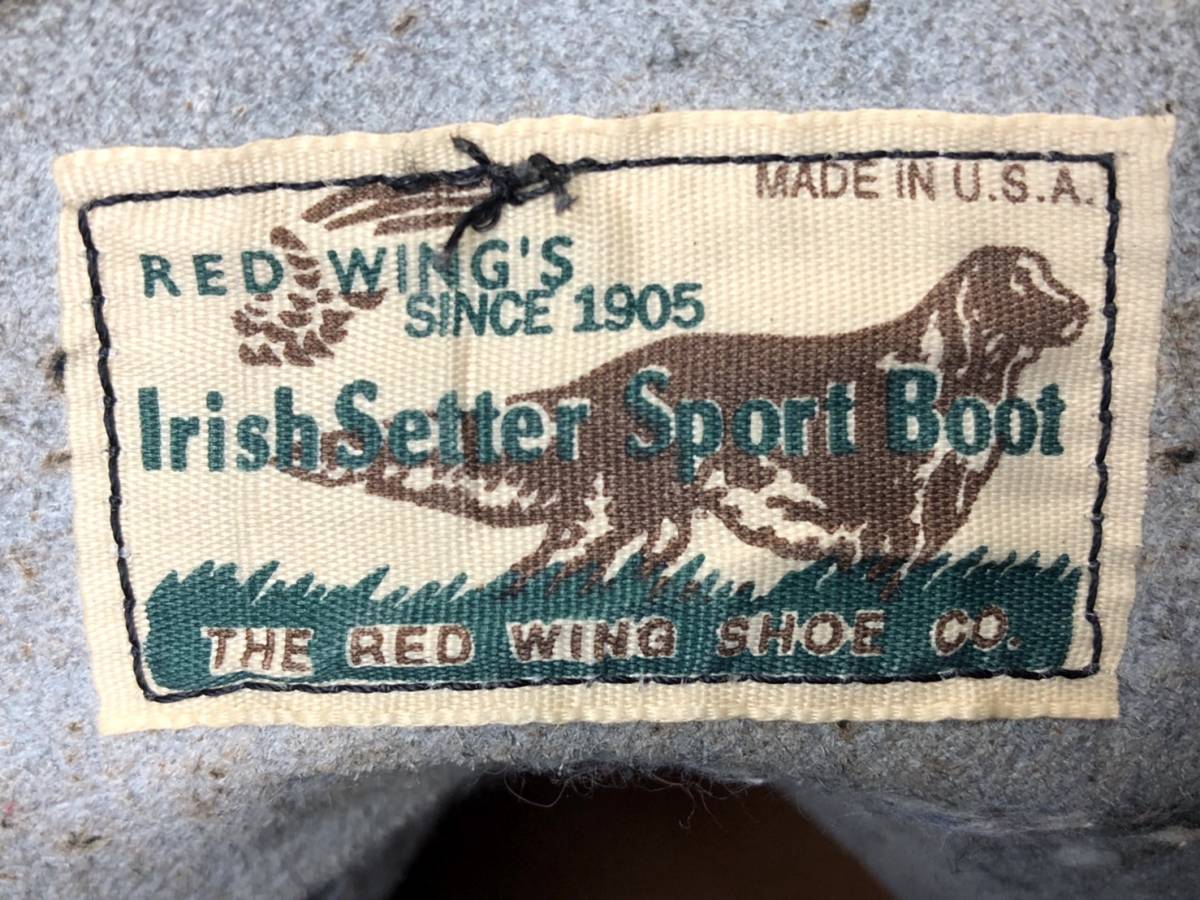 MADE IN U.S.A.
RED WING'S
SINCE 1905
Irish Setter Sport Boot
THE RED WING SHOE CO.